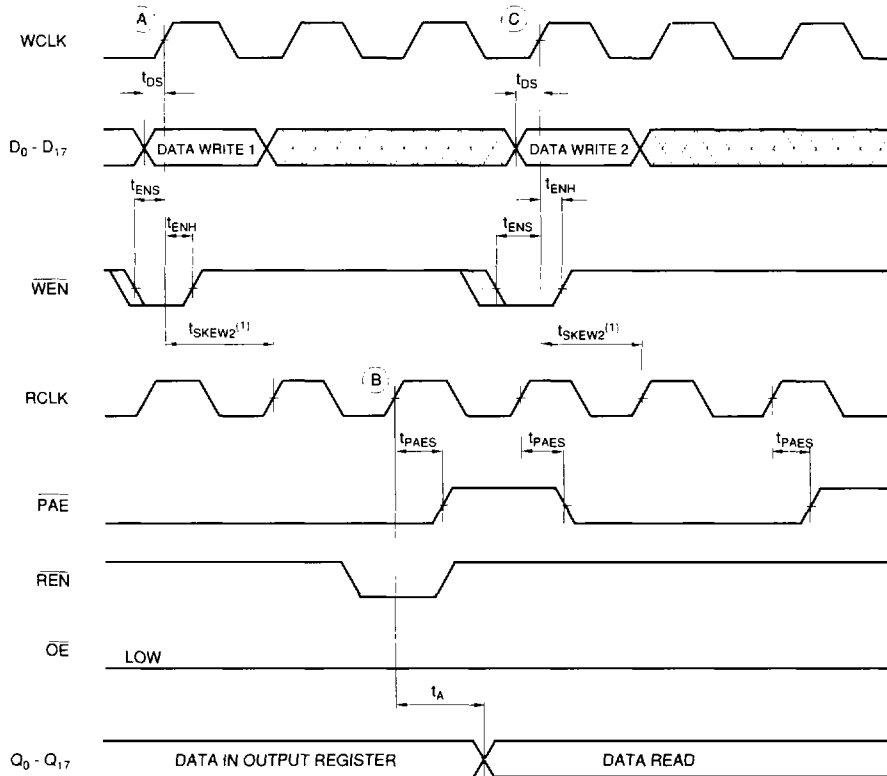 A
C
WCLK
tDS
tDS
D0 - D17
DATA WRITE 1
DATA WRITE 2
tENS
tENH
tENH
tENS
WEN
tSKEW2(1)
tSKEW2(1)
B
RCLK
tPAES
tPAES
tPAES
PAE
REN
OE
LOW
tA
Q0 - Q17
DATA IN OUTPUT REGISTER
DATA READ